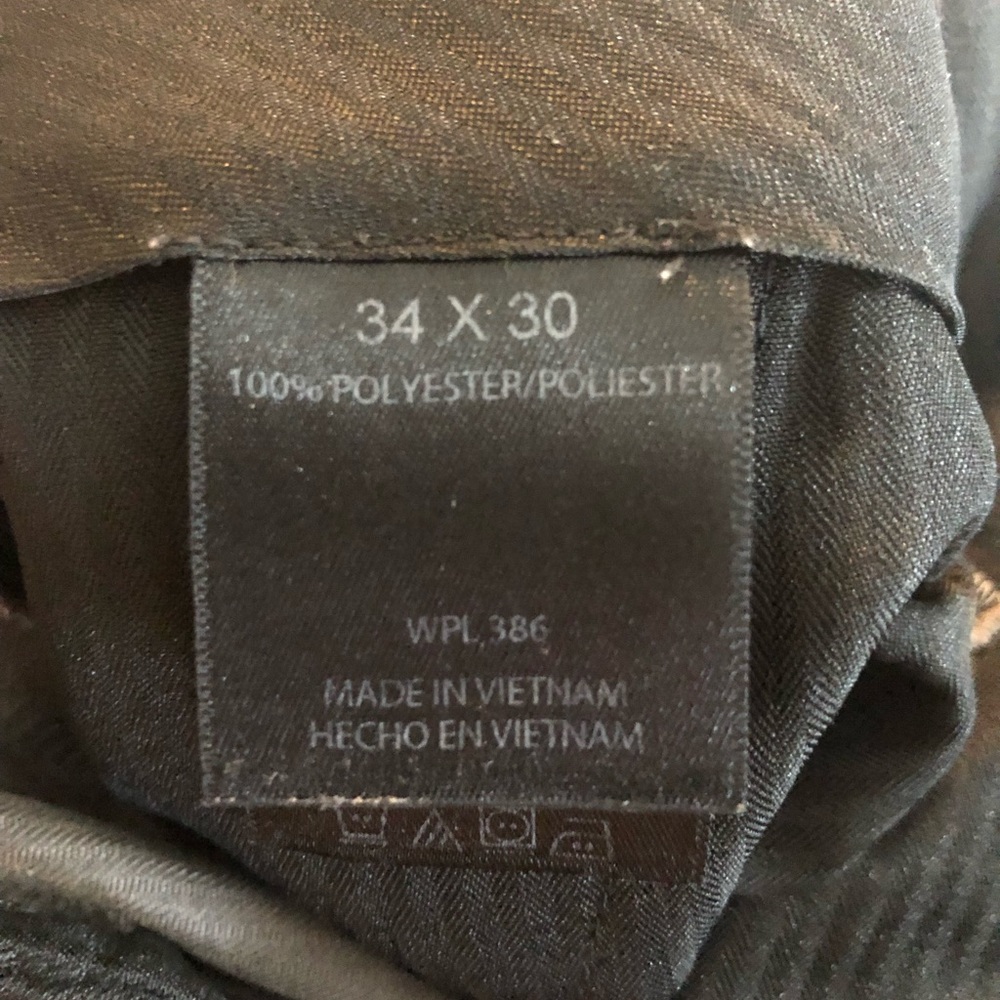 34 X 30
100% POLYESTER/POLIESTER
WPL 386
MADE IN VIETNAM
HECHO EN VIETNAM